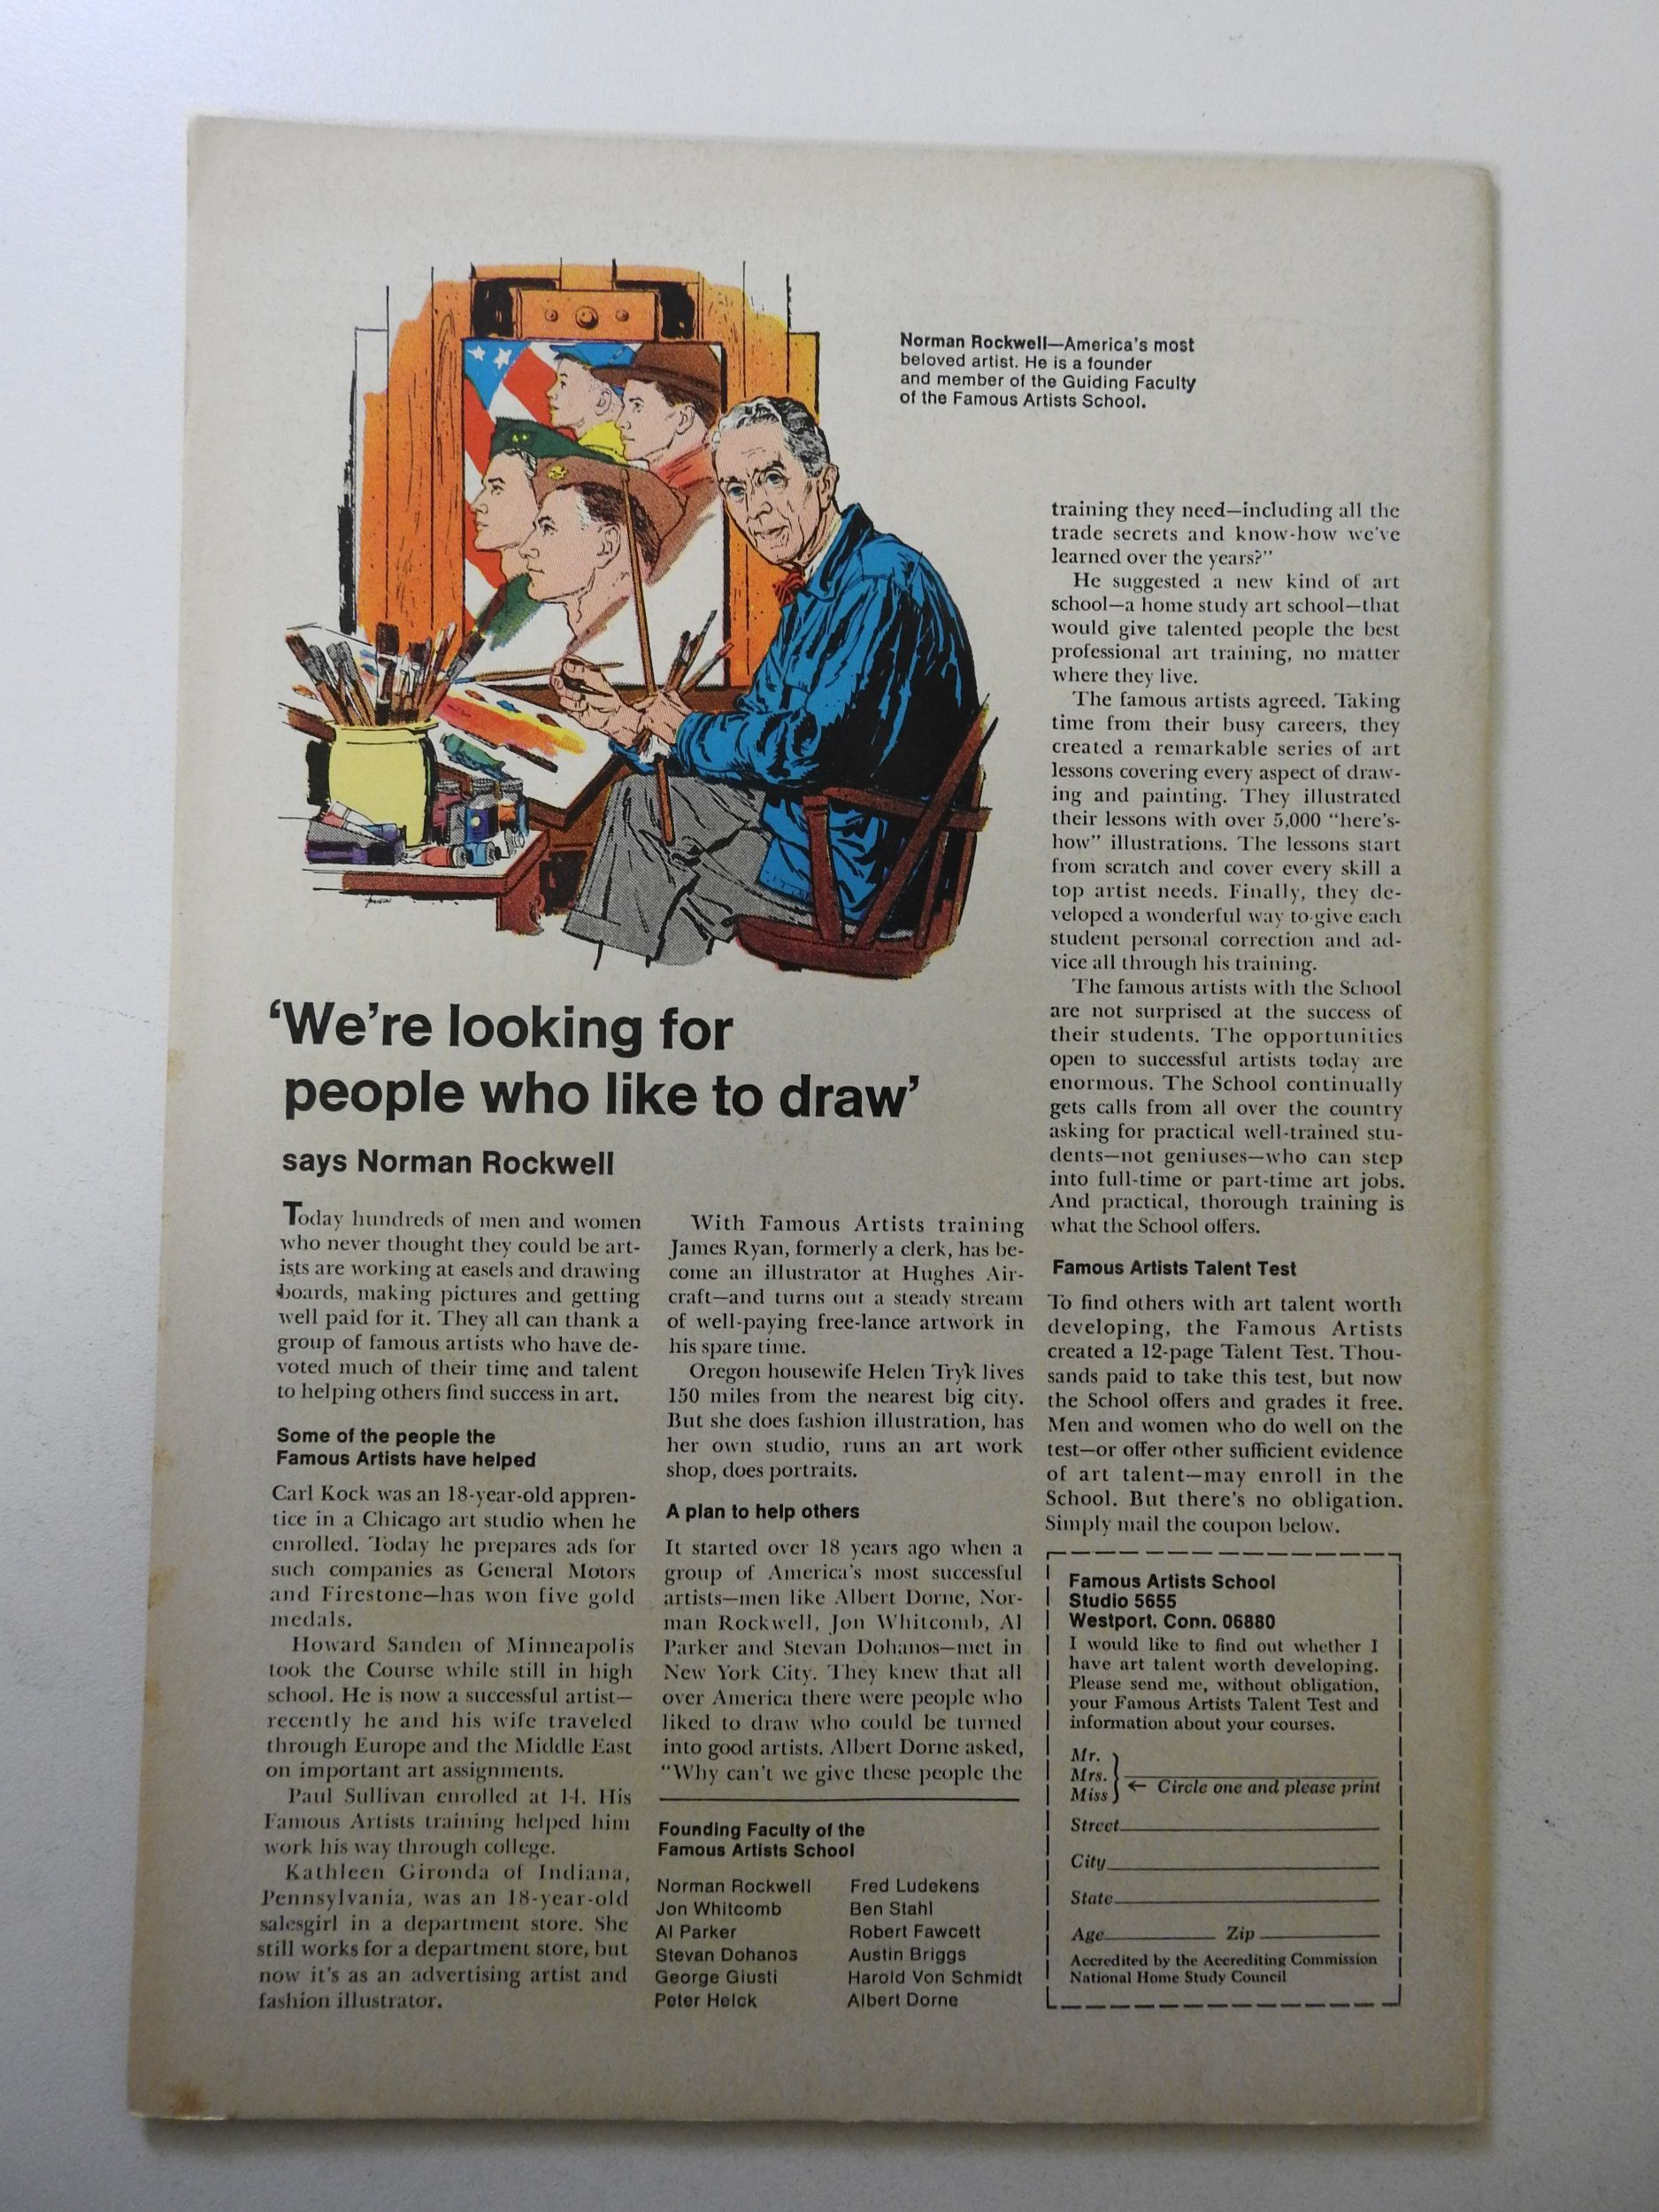 Norman Rockwell—America's most
beloved artist. He is a founder
and member of the Guiding Faculty
of the Famous Artists School.
‘We're looking for
people who like to draw’
says Norman Rockwell
Today hundreds of men and women
who never thought they could be art-
ists are working at easels and drawing
boards, making pictures and getting
well paid for it. They all can thank a
group of famous artists who have de-
voted much of their time and talent
to helping others find success in art.
Some of the people the
Famous Artists have helped
Carl Kock was an 18-year-old appren-
tice in a Chicago art studio when he
enrolled. Today he prepares ads for
such companies as General Motors
and Firestone—has won five gold
medals.
Howard Sanden of Minneapolis
took the Course while still in high
school. He is now a successful artist—
recently he and his wife traveled
through Europe and the Middle East
on important art assignments.
Paul Sullivan enrolled at 14. His
Famous Artists training helped him
work his way through college.
Kathleen Gironda of Indiana,
Pennsylvania, was an 18-year-old
salesgirl in a department store. She
still works for a department store, but
now it's as an advertising artist and
fashion illustrator.
With Famous Artists training
James Ryan, formerly a clerk, has be-
come an illustrator at Hughes Air-
craft—and turns out a steady stream
of well-paying free-lance artwork in
his spare time.
Oregon housewife Helen Tryk lives
150 miles from the nearest big city.
But she does fashion illustration, has
her own studio, runs an art work
shop, does portraits.
A plan to help others
It started over 18 years ago when a
group of America's most successful
artists—men like Albert Dorne, Nor-
man Rockwell, Jon Whitcomb, Al
Parker and Stevan Dohanos—met in
New York City. They knew that all
over America there were people who
liked to draw who could be turned
into good artists. Albert Dorne asked,
“Why can't we give these people the
Founding Faculty of the
Famous Artists School
Norman Rockwell
Jon Whitcomb
Al Parker
Stevan Dohanos
George Giusti
Peter Helck
Fred Ludekens
Ben Stahl
Robert Fawcett
Austin Briggs
Harold Von Schmidt
Albert Dorne
training they need—including all the
trade secrets and know-how we've
learned over the years?”
He suggested a new kind of art
school—a home study art school—that
would give talented people the best
professional art training, no matter
where they live.
The famous artists agreed. Taking
time from their busy careers, they
created a remarkable series of art
lessons covering every aspect of draw-
ing and painting. They illustrated
their lessons with over 5,000 “here's-
how” illustrations. The lessons start
from scratch and cover every skill a
top artist needs. Finally, they de-
veloped a wonderful way to give each
student personal correction and ad-
vice all through his training.
The famous artists with the School
are not surprised at the success of
their students. The opportunities
open to successful artists today are
enormous. The School continually
gets calls from all over the country
asking for practical well-trained stu-
dents—not geniuses—who can step
into full-time or part-time art jobs.
And practical, thorough training is
what the School offers.
Famous Artists Talent Test
To find others with art talent worth
developing, the Famous Artists
created a 12-page Talent Test. Thou-
sands paid to take this test, but now
the School offers and grades it free.
Men and women who do well on the
test—or offer other sufficient evidence
of art talent—may enroll in the
School. But there's no obligation.
Simply mail the coupon below.
Famous Artists School
Studio 5655
Westport, Conn. 06880
I would like to find out whether I
have art talent worth developing.
Please send me, without obligation,
your Famous Artists Talent Test and
information about your courses.
Mr.
Mrs.
Miss
← Circle one and please print
Street
City
State
Age Zip
Accredited by the Accrediting Commission
National Home Study Council